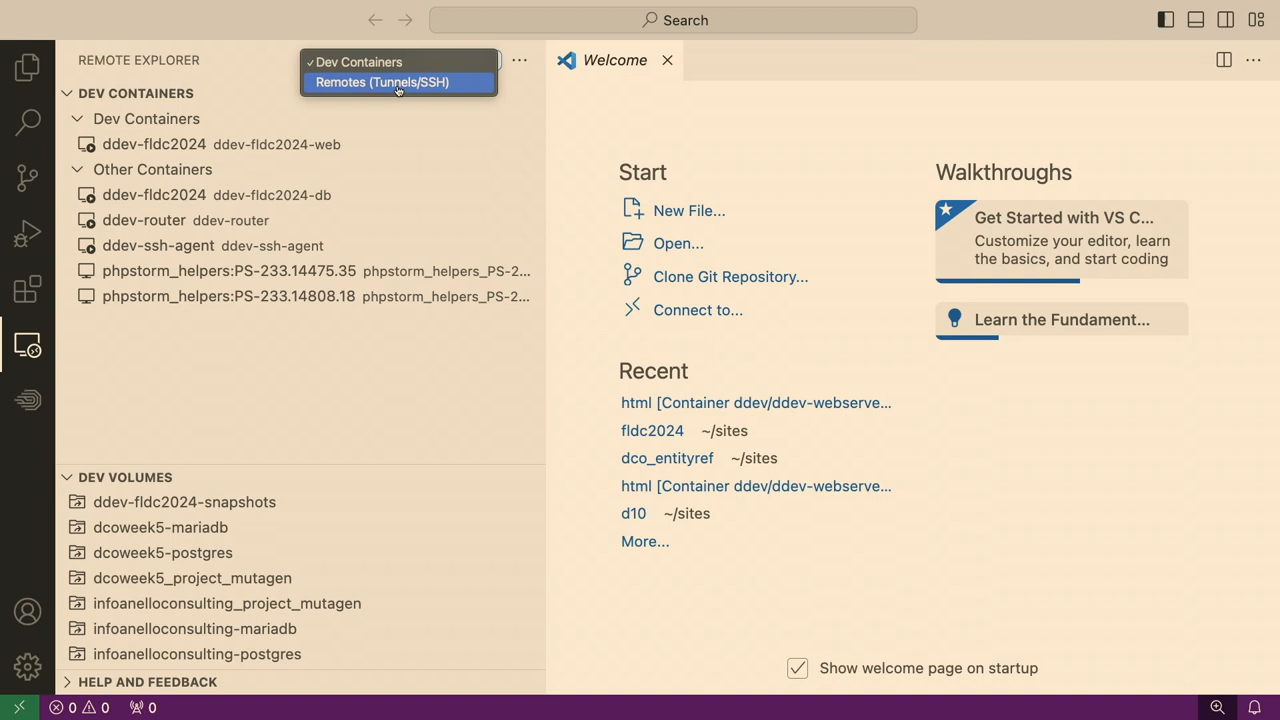 Search
REMOTE EXPLORER
✓ Dev Containers
Remotes (Tunnels/SSH)
DEV CONTAINERS
Dev Containers
ddev-fldc2024 ddev-fldc2024-web
Other Containers
ddev-fldc2024 ddev-fldc2024-db
ddev-router ddev-router
ddev-ssh-agent ddev-ssh-agent
phpstorm_helpers:PS-233.14475.35 phpstorm_helpers_PS-2...
phpstorm_helpers:PS-233.14808.18 phpstorm_helpers_PS-2...
DEV VOLUMES
ddev-fldc2024-snapshots
dcoweek5-mariadb
dcoweek5-postgres
dcoweek5_project_mutagen
infoanelloconsulting_project_mutagen
infoanelloconsulting-mariadb
infoanelloconsulting-postgres
HELP AND FEEDBACK
Welcome
Start
New File...
Open...
Clone Git Repository...
Connect to...
Recent
html [Container ddev/ddev-webserve...
fldc2024 ~/sites
dco_entityref ~/sites
html [Container ddev/ddev-webserve...
d10 ~/sites
More...
Walkthroughs
Get Started with VS C...
Customize your editor, learn
the basics, and start coding
Learn the Fundament...
Show welcome page on startup
0 0 0